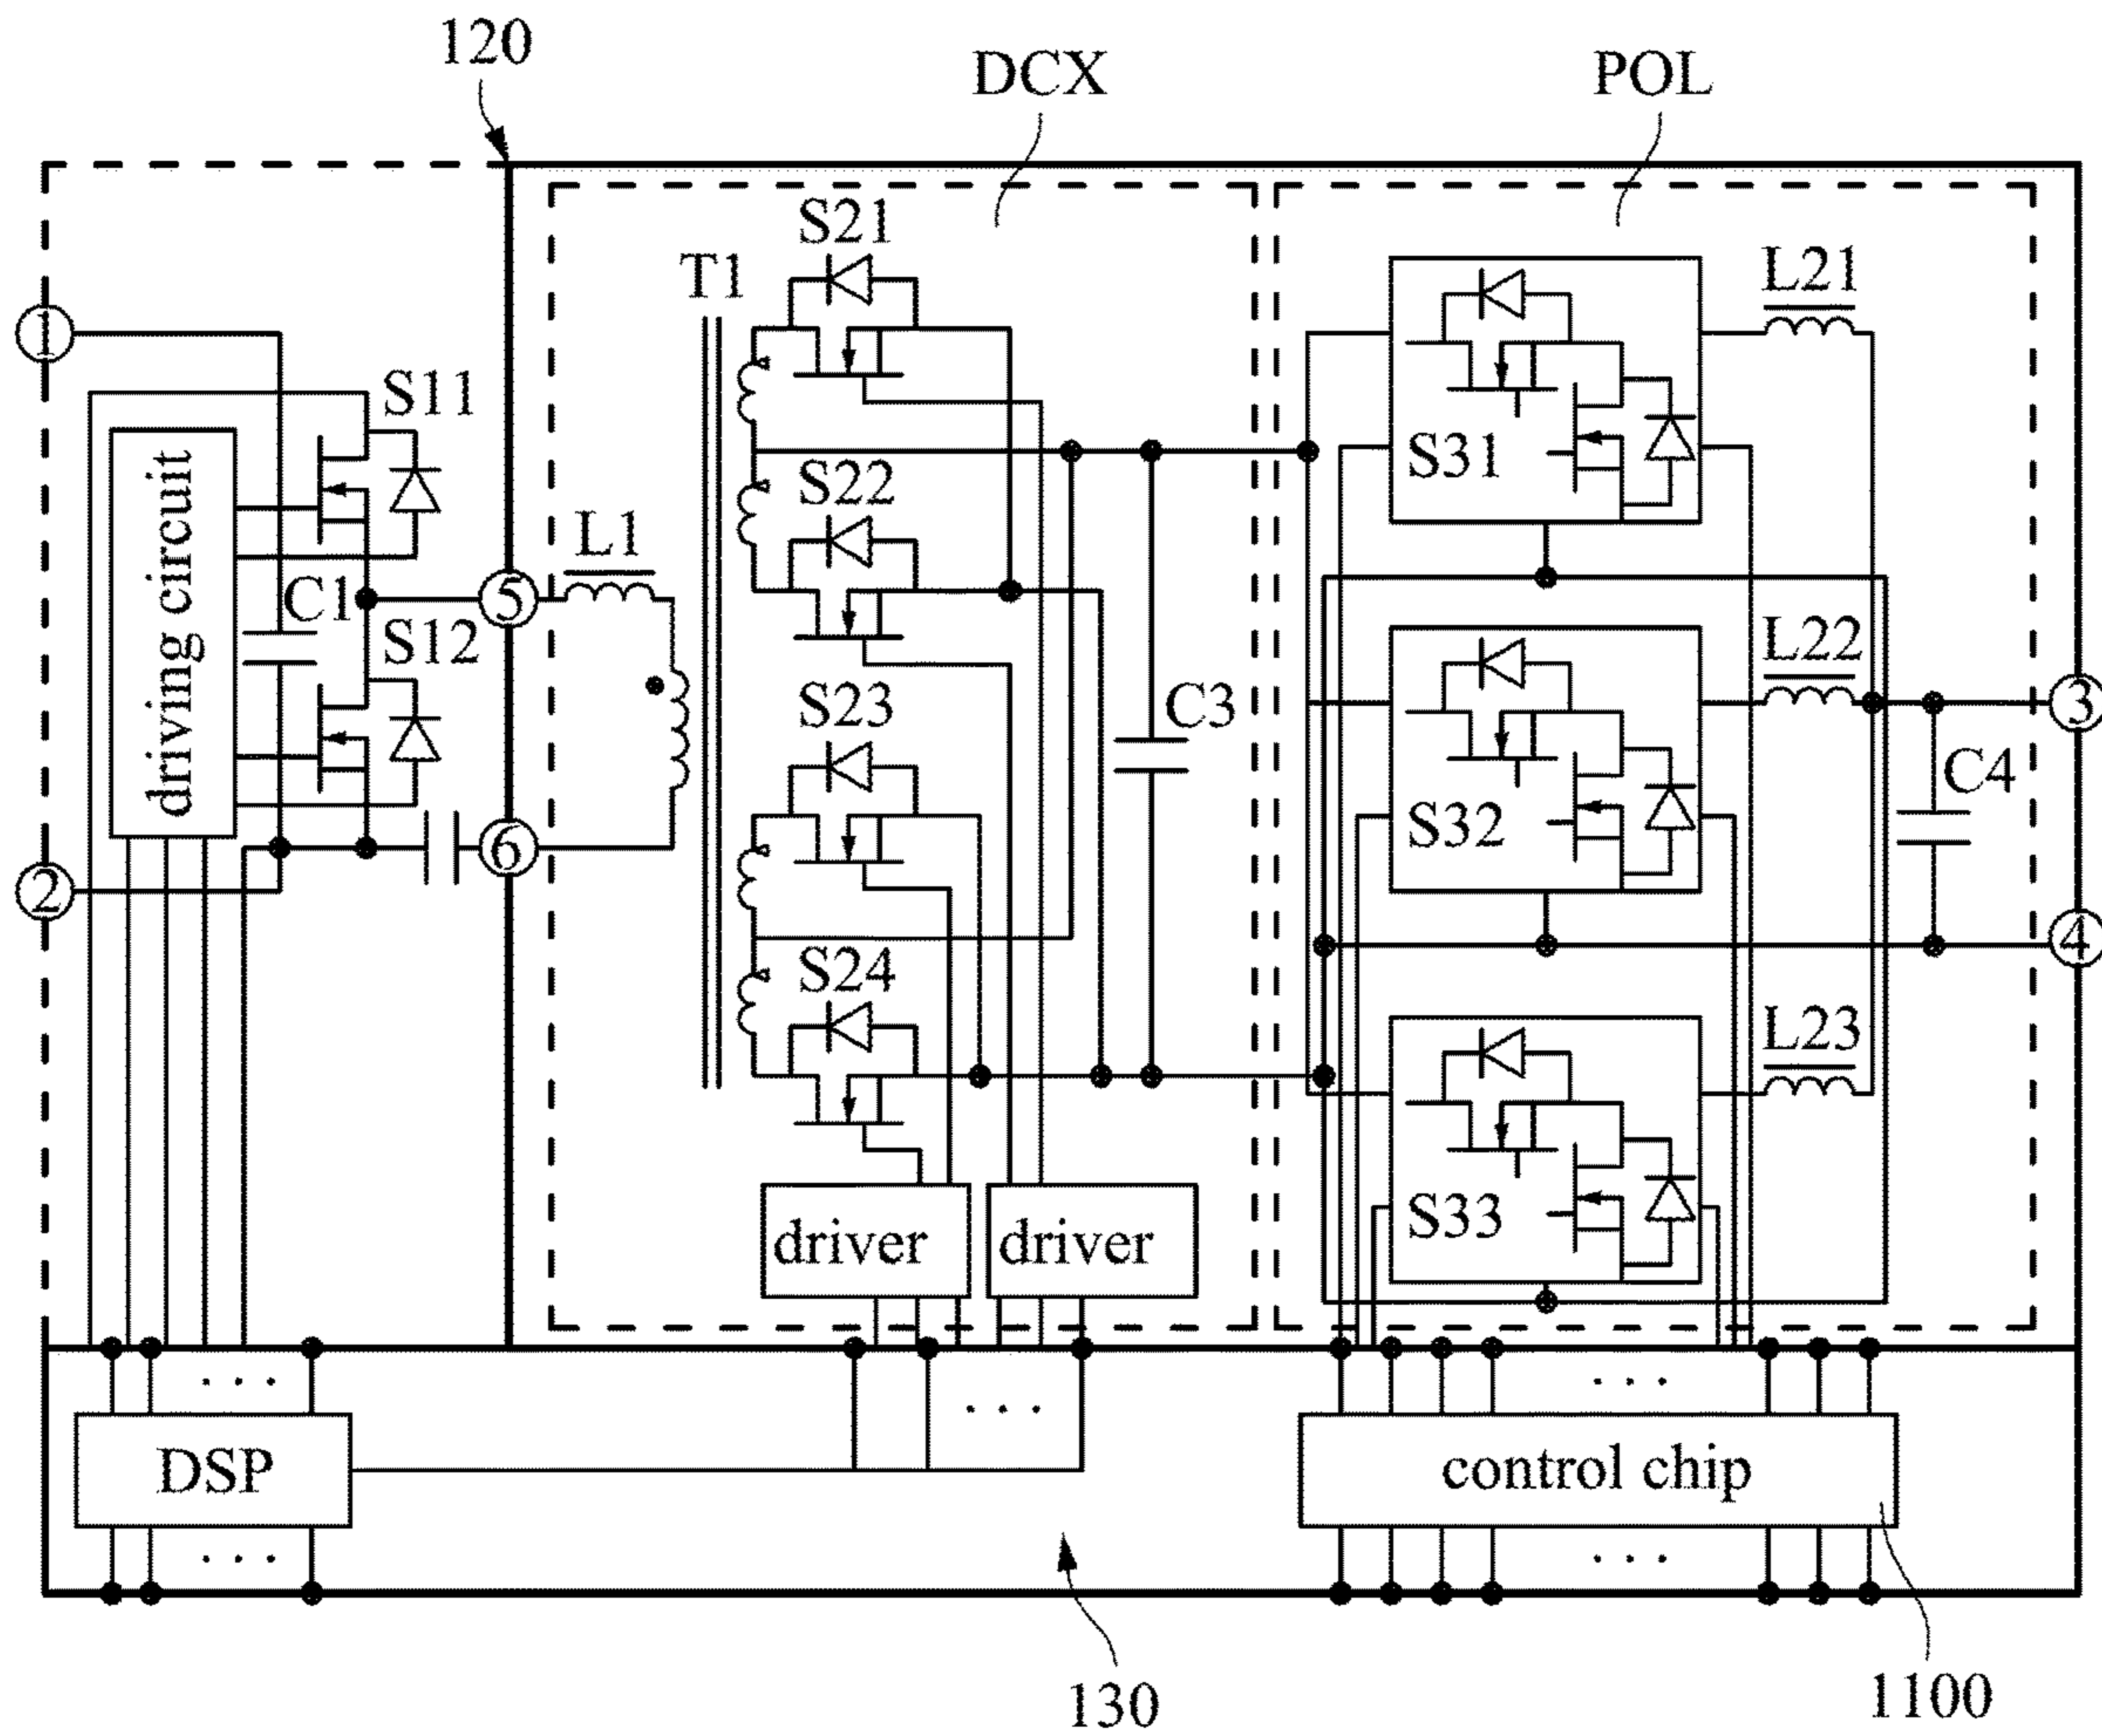 120
DCX
POL
S21
T1
L21
1
S11
S31
S22
L1
driving circuit
C1
5
S12
L22
S23
C3
3
S32
C4
6
2
4
S24
L23
S33
driver
driver
. . .
. . .
. . .
DSP
control chip
. . .
. . .
130
1100